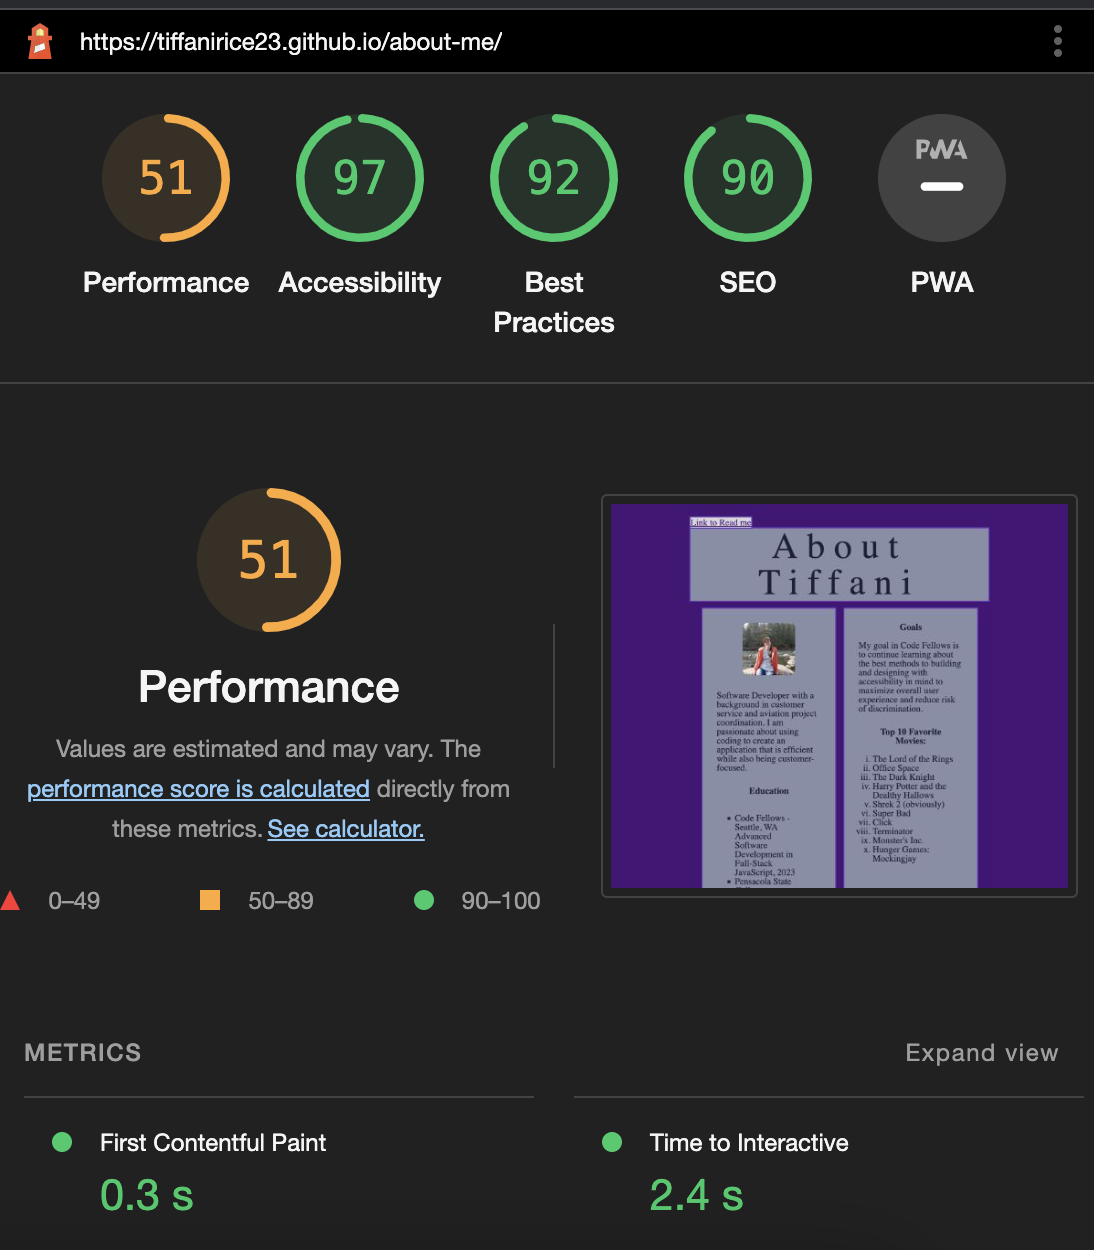 https://tiffanirice23.github.io/about-me/
51
97
92
90
PWA
Performance
Accessibility
Best
Practices
SEO
PWA
51
Performance
Values are estimated and may vary. The
performance score is calculated directly from
these metrics. See calculator.
0–49
50–89
90–100
Link to Read me
About
Tiffani
Software Developer with a
background in customer
service and aviation project
coordination. I am
passionate about using
coding to create an
application that is efficient
while also being customer-
focused.
Education
Code Fellows -
Seattle, WA
Advanced
Software
Development in
Full-Stack
JavaScript, 2023
Pensacola State
Goals
My goal in Code Fellows is
to continue learning about
the best methods to building
and designing with
accessibility in mind to
maximize overall user
experience and reduce risk
of discrimination.
Top 10 Favorite
Movies:
i. The Lord of the Rings
ii. Office Space
iii. The Dark Knight
iv. Harry Potter and the
Dealthy Hallows
v. Shrek 2 (obviously)
vi. Super Bad
vii. Click
viii. Terminator
ix. Monster's Inc.
x. Hunger Games:
Mockingjay
METRICS
Expand view
First Contentful Paint
0.3 s
Time to Interactive
2.4 s